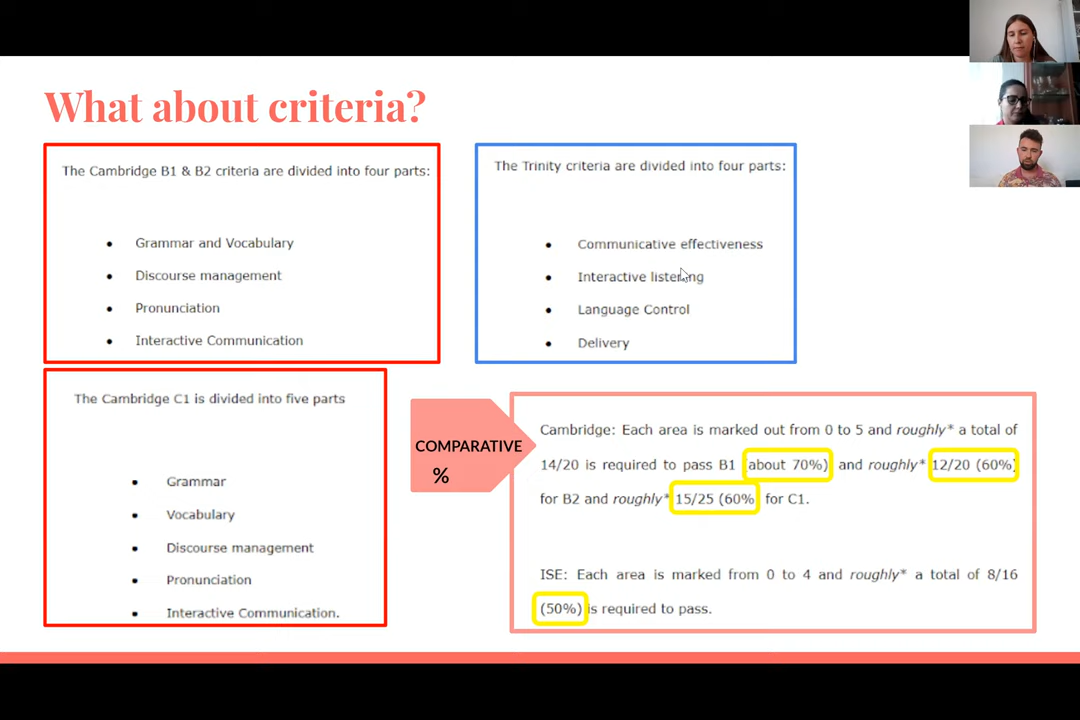 What about criteria?
The Cambridge B1 & B2 criteria are divided into four parts:
• Grammar and Vocabulary
• Discourse management
• Pronunciation
• Interactive Communication
The Trinity criteria are divided into four parts:
• Communicative effectiveness
• Interactive listening
• Language Control
• Delivery
The Cambridge C1 is divided into five parts
• Grammar
• Vocabulary
• Discourse management
• Pronunciation
• Interactive Communication.
COMPARATIVE
%
Cambridge: Each area is marked out from 0 to 5 and roughly* a total of
14/20 is required to pass B1 (about 70%) and roughly* 12/20 (60%)
for B2 and roughly* 15/25 (60% for C1.
ISE: Each area is marked from 0 to 4 and roughly* a total of 8/16
(50%) is required to pass.